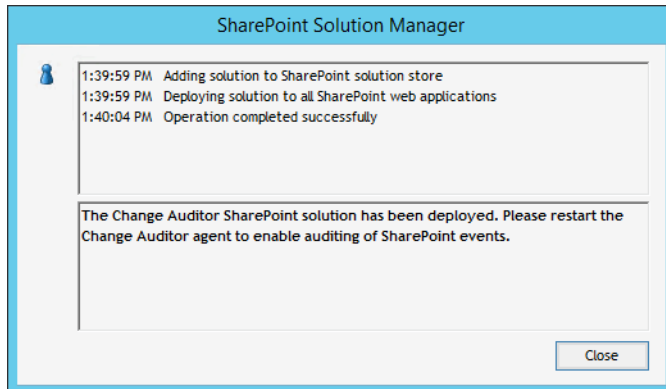 SharePoint Solution Manager
1:39:59 PM Adding solution to SharePoint solution store
1:39:59 PM Deploying solution to all SharePoint web applications
1:40:04 PM Operation completed successfully
The Change Auditor SharePoint solution has been deployed. Please restart the
Change Auditor agent to enable auditing of SharePoint events.
Close